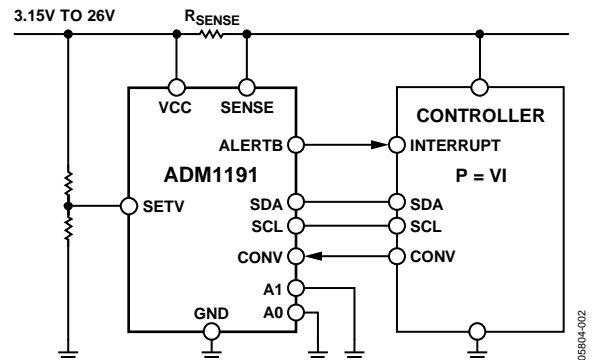 3.15V TO 26V
RSENSE
VCC
SENSE
CONTROLLER
ALERTB
INTERRUPT
ADM1191
P = VI
SETV
SDA
SDA
SCL
SCL
CONV
CONV
A1
GND
A0
05804-002